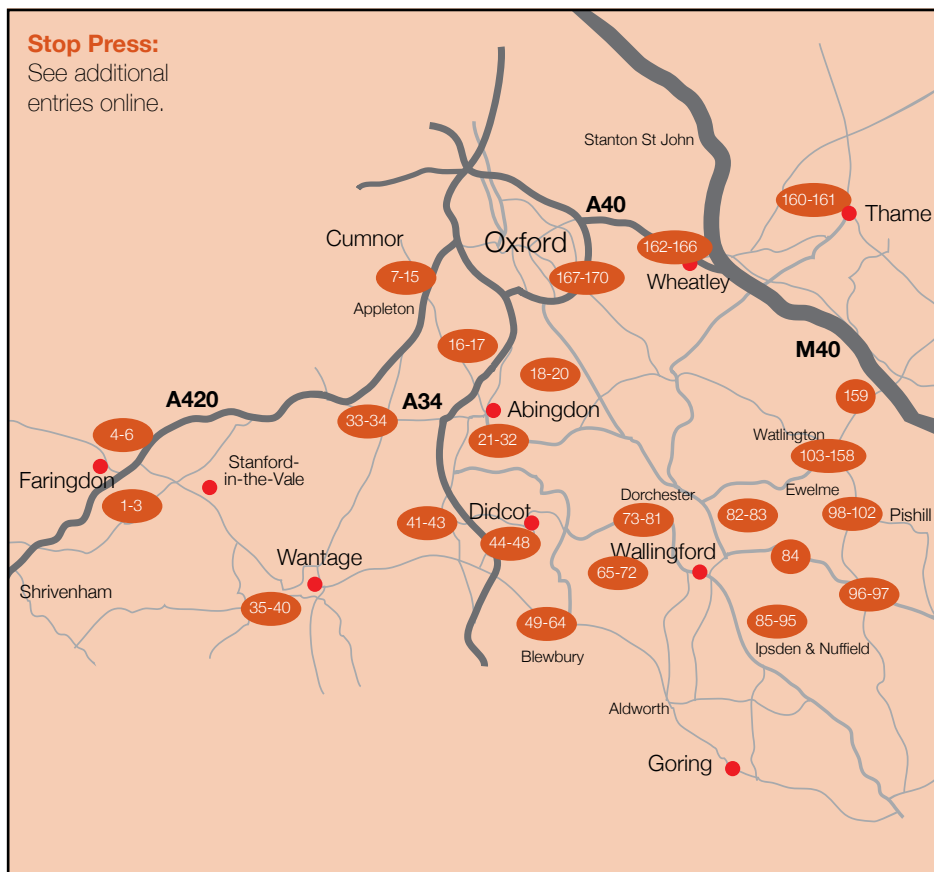 Stop Press:
See additional
entries online.
Stanton St John
160-161
A40
Thame
Cumnor
Oxford
162-166
7-15
167-170
Wheatley
Appleton
16-17
M40
18-20
A420
A34
159
33-34
Abingdon
4-6
21-32
Watlington
103-158
Faringdon
Stanford-
in-the-Vale
Ewelme
1-3
Dorchester
41-43
Didcot
73-81
82-83
98-102
Pishill
44-48
Wallingford
84
Wantage
65-72
Shrivenham
96-97
35-40
49-64
85-95
Blewbury
Ipsden & Nuffield
Aldworth
Goring